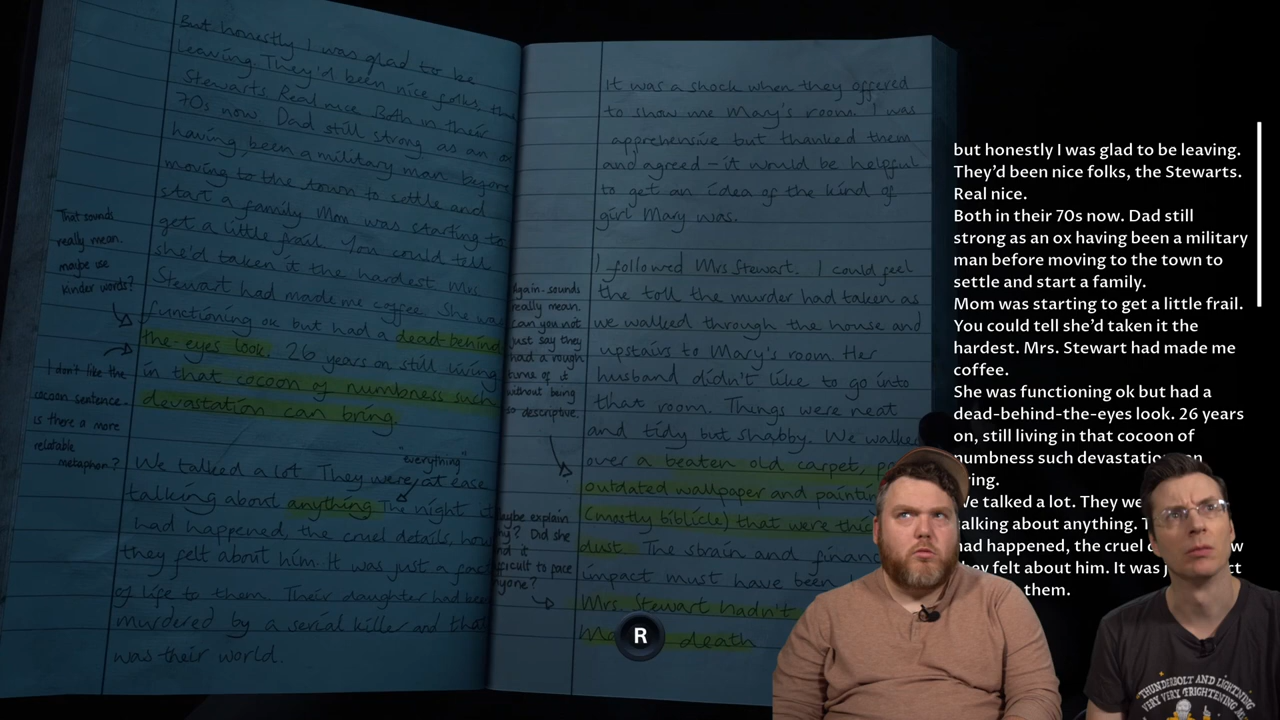 But honestly I was glad to be
leaving. They'd been nice folks, the
Stewarts. Real nice. Both in their
70s now. Dad still strong as an ox
having been a military man before
moving to the town to settle and
start a family. Mom was starting to
get a little frail. You could tell
she'd taken it the hardest. Mrs
Stewart had made me coffee. She was
functioning ok but had a dead-behind
the-eyes look. 26 years on still living
in that cocoon of numbness such
devastation can bring.
We talked a lot. They were at ease
talking about anything. The night it
had happened, the cruel details, how
they felt about him. It was just a fact
of life to them. Their daughter had been
murdered by a serial killer and that
was their world.
That sounds
really mean.
maybe use
kinder words?
I don't like the
cocoon sentence -
is there a more
relatable
metaphor?
"everything"
It was a shock when they offered
to show me Mary's room. I was
apprehensive but thanked them
and agreed - it would be helpful
to get an idea of the kind of
girl Mary was.
I followed Mrs Stewart. I could feel
the toll the murder had taken as
we walked through the house and
upstairs to Mary's room. Her
husband didn't like to go into
that room. Things were neat
and tidy but shabby. We walked
over a beaten old carpet,
outdated wallpaper and
(mostly biblicle) that were
dust. The strain and
impact must have been
Mrs. Stewart hadn't
death
Again - sounds
really mean.
can you not
just say they
had a rough
time of it
without being
so descriptive.
maybe explain
why? Did she
find it
difficult to face
anyone?
R
but honestly I was glad to be leaving.
They'd been nice folks, the Stewarts.
Real nice.
Both in their 70s now. Dad still
strong as an ox having been a military
man before moving to the town to
settle and start a family.
Mom was starting to get a little frail.
You could tell she'd taken it the
hardest. Mrs. Stewart had made me
coffee.
She was functioning ok but had a
dead-behind-the-eyes look. 26 years
on, still living in that cocoon of
numbness such devastation can
bring.
We talked a lot. They
talking about anything.
had happened, the cruel
they felt about him. It was
them.
THUNDERBOLT AND LIGHTNING
VERY VERY FRIGHTENING ME